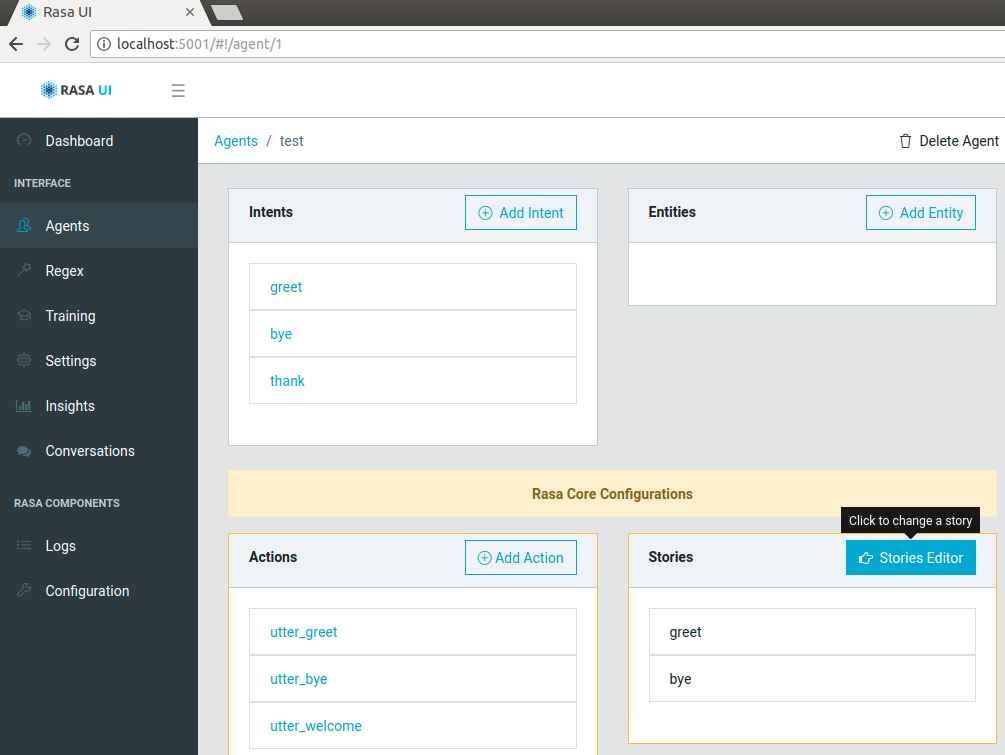 Rasa UI
localhost:5001/#!/agent/1
RASA UI
Dashboard
INTERFACE
Agents
Regex
Training
Settings
Insights
Conversations
RASA COMPONENTS
Logs
Configuration
Agents / test
Delete Agent
Intents
Add Intent
greet
bye
thank
Entities
Add Entity
Rasa Core Configurations
Actions
Add Action
utter_greet
utter_bye
utter_welcome
Click to change a story
Stories
Stories Editor
greet
bye